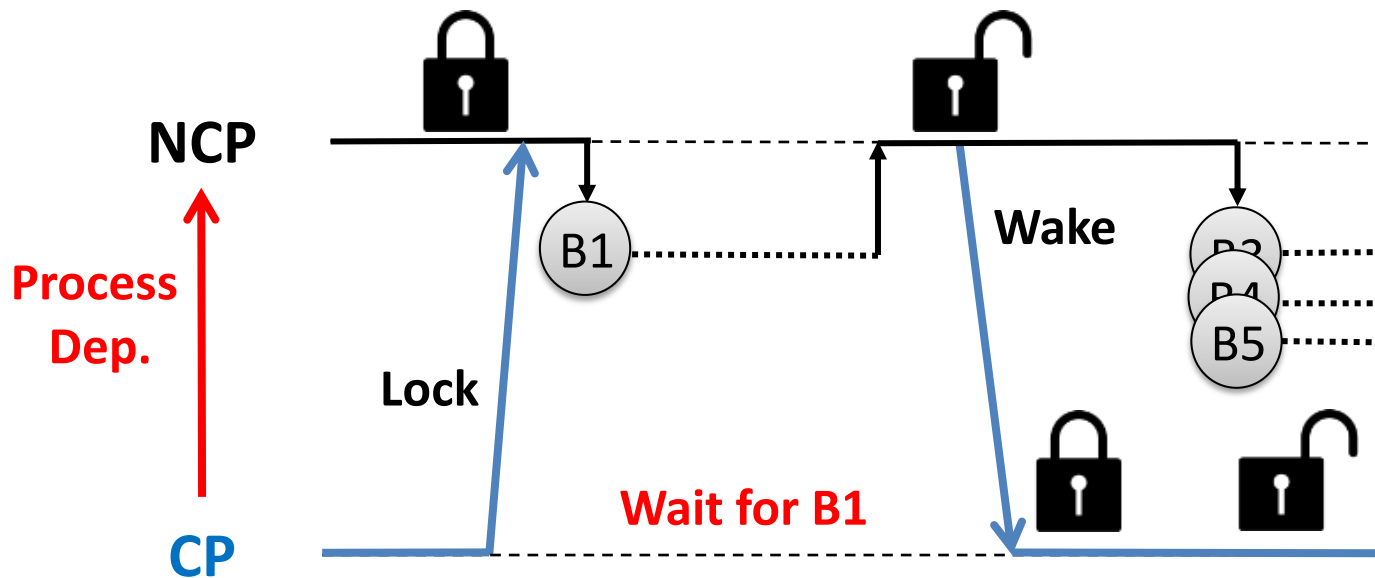 NCP
B1
Wake
Process
Dep.
B5
Lock
Wait for B1
CP